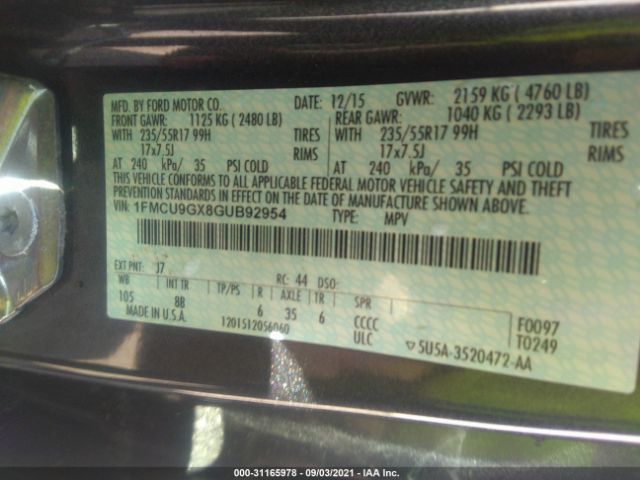 MFD. BY FORD MOTOR CO. DATE: 12/15 GVWR: 2159 KG ( 4760 LB)
FRONT GAWR: 1125 KG ( 2480 LB) REAR GAWR: 1040 KG ( 2293 LB)
WITH 235/55R17 99H TIRES WITH 235/55R17 99H TIRES
17x7.5J RIMS 17x7.5J RIMS
AT 240 kPa/ 35 PSI COLD AT 240 kPa/ 35 PSI COLD
THIS VEHICLE CONFORMS TO ALL APPLICABLE FEDERAL MOTOR VEHICLE SAFETY AND THEFT
PREVENTION STANDARDS IN EFFECT ON THE DATE OF MANUFACTURE SHOWN ABOVE.
VIN: 1FMCU9GX8GUB92954 TYPE: MPV
EXT PNT: J7 RC: 44 DSO:
WB INT TR TP/PS R AXLE TR SPR
105 8B 6 35 6 CCCC F0097
MADE IN U.S.A. 1201512056060 ULC T0249
5U5A-3520472-AA
000-31165978 - 09/03/2021 - IAA Inc.